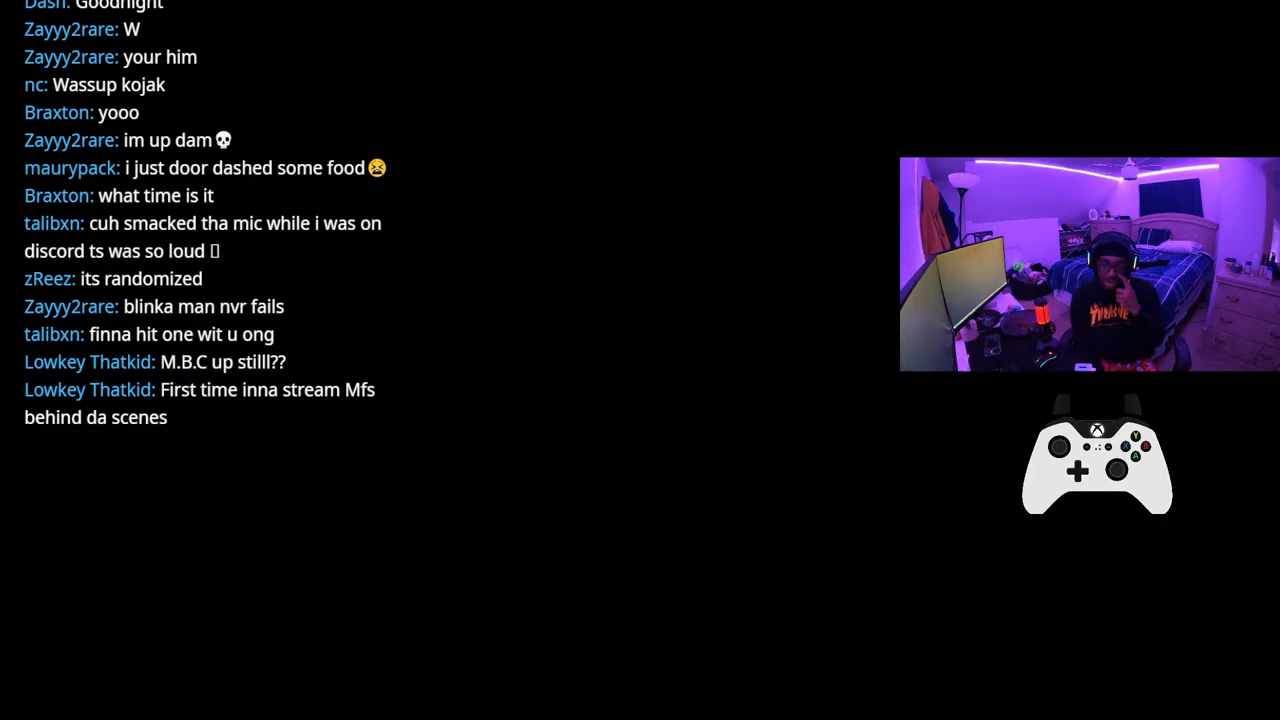 Dash: Goodnight
Zayyy2rare: W
Zayyy2rare: your him
nc: Wassup kojak
Braxton: yooo
Zayyy2rare: im up dam💀
maurypack: i just door dashed some food😫
Braxton: what time is it
talibxn: cuh smacked tha mic while i was on
discord ts was so loud
zReez: its randomized
Zayyy2rare: blinka man nvr fails
talibxn: finna hit one wit u ong
Lowkey Thatkid: M.B.C up stilll??
Lowkey Thatkid: First time inna stream Mfs
behind da scenes
THRASHER
Y
X
B
A